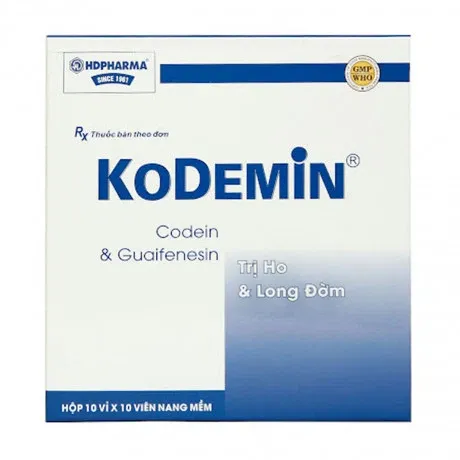 HDPHARMA
SINCE 1961
GMP
WHO
Rx Thuốc bán theo đơn
KODEMIN®
Codein
& Guaifenesin
Trị Ho
& Long Đờm
HỘP 10 VỈ X 10 VIÊN NANG MỀM